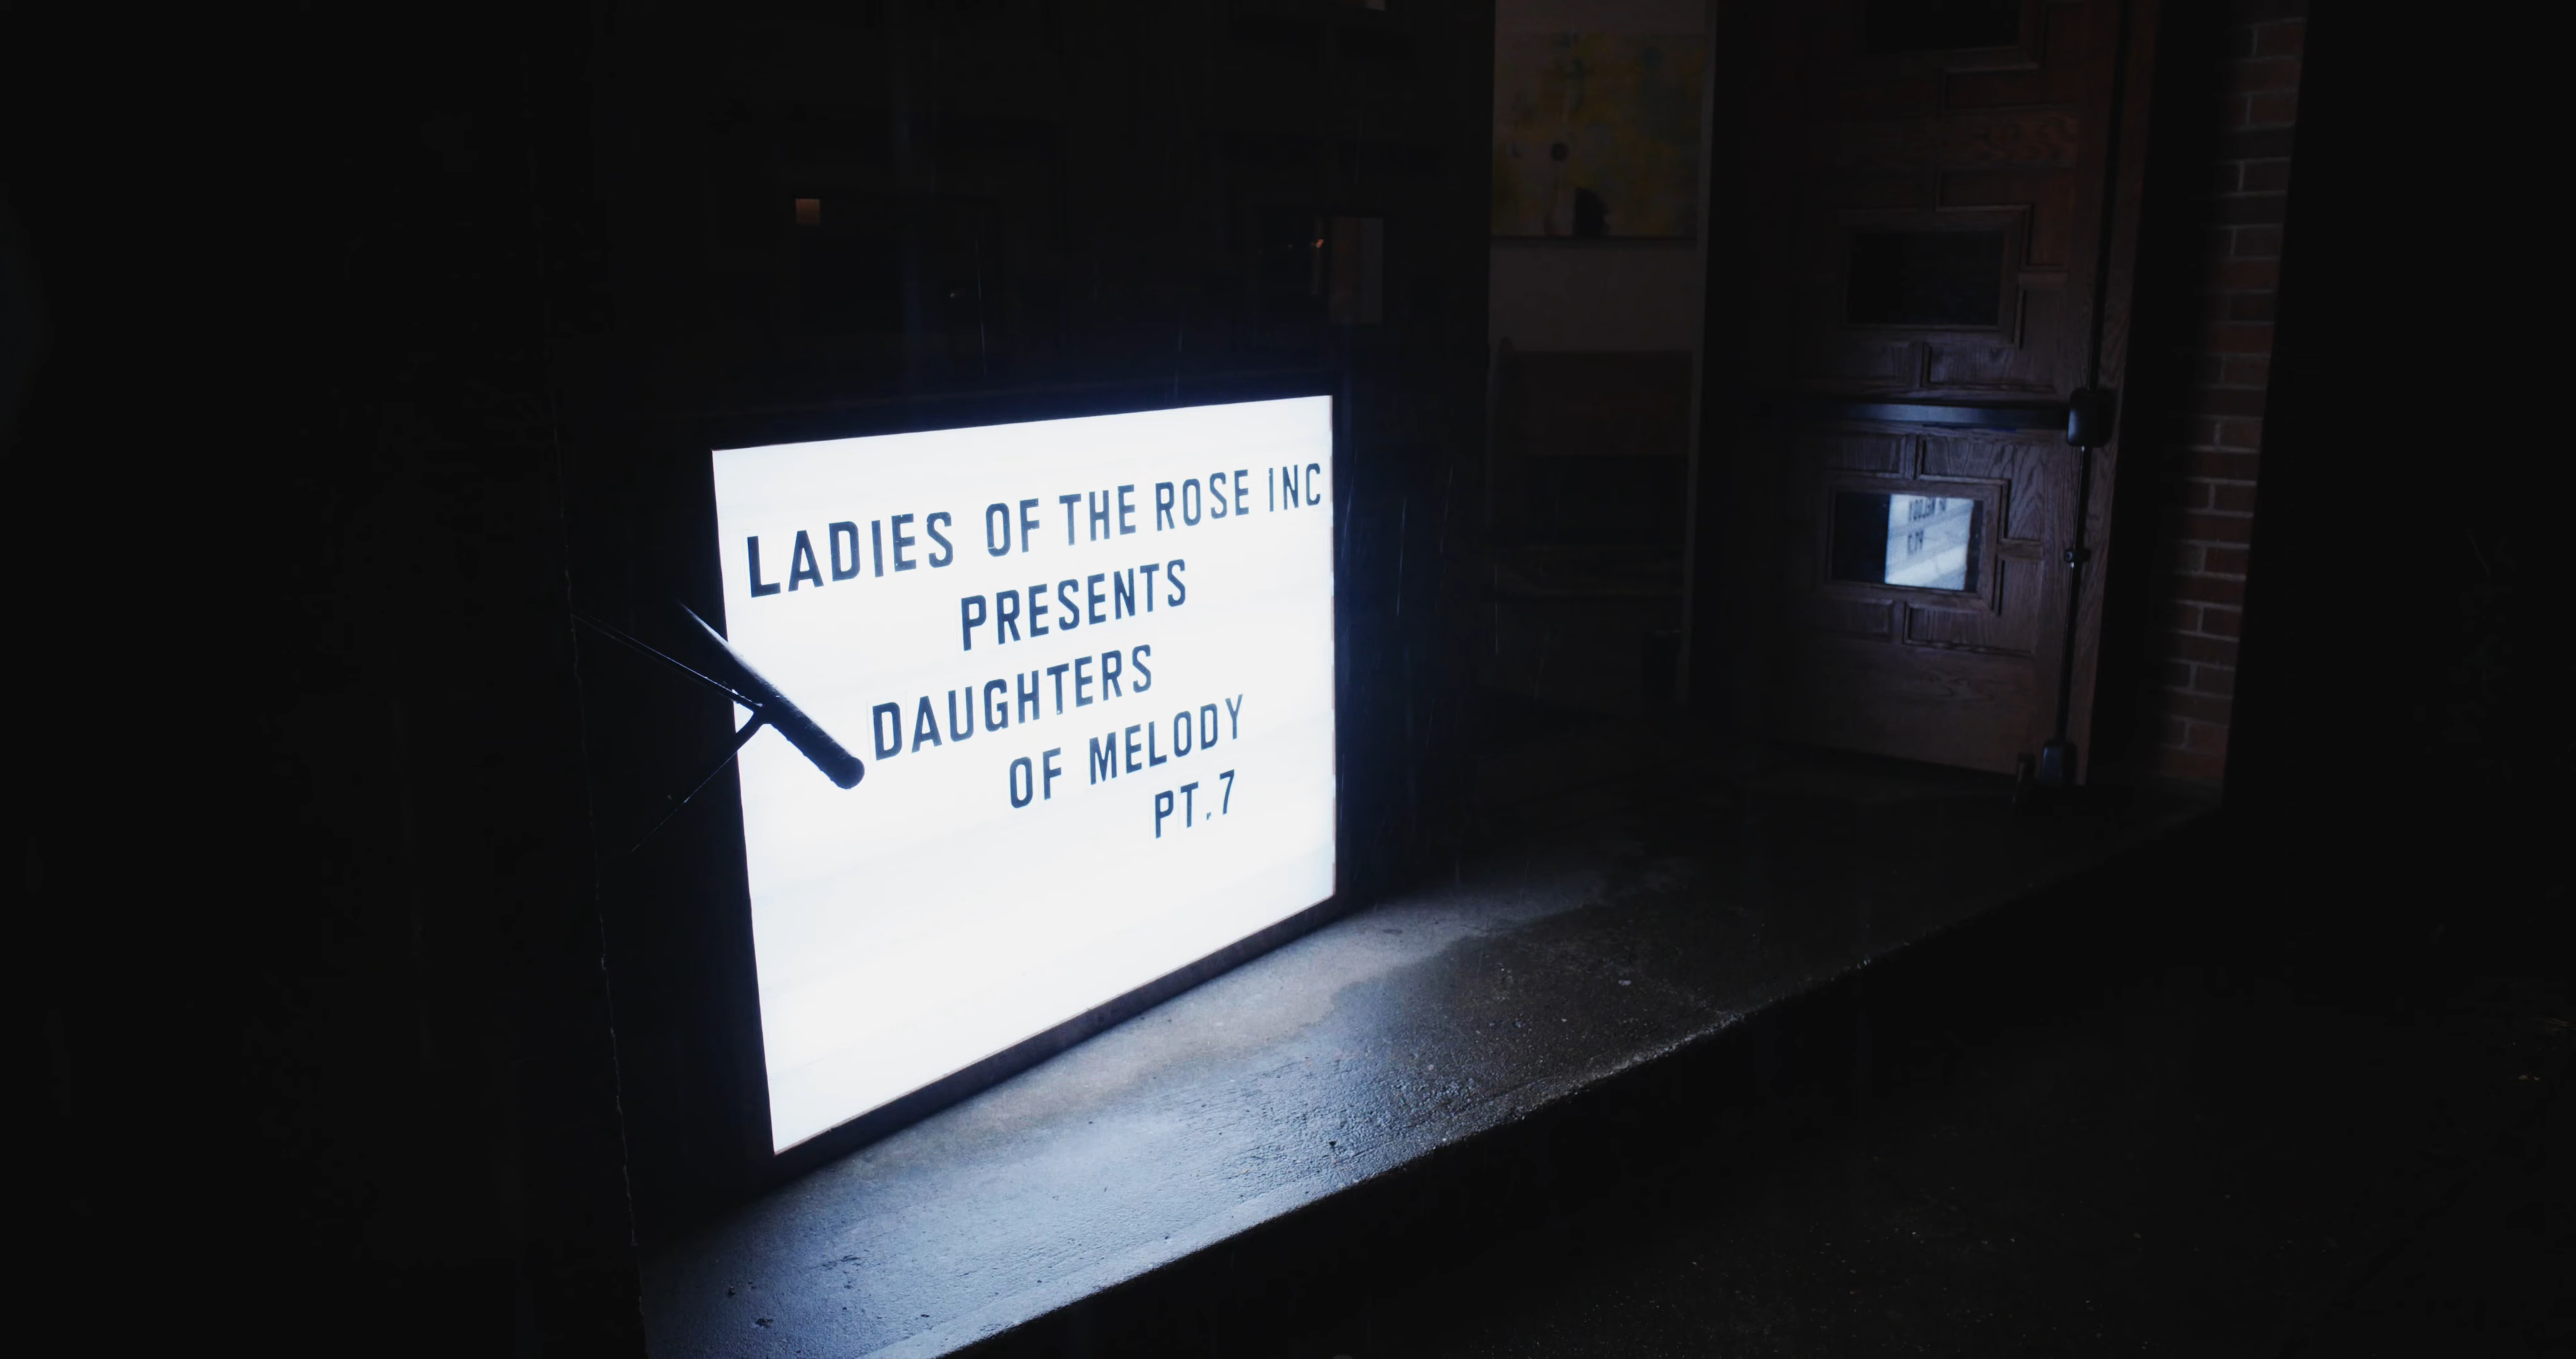 LADIES OF THE ROSE INC
PRESENTS
DAUGHTERS
OF MELODY
PT.7